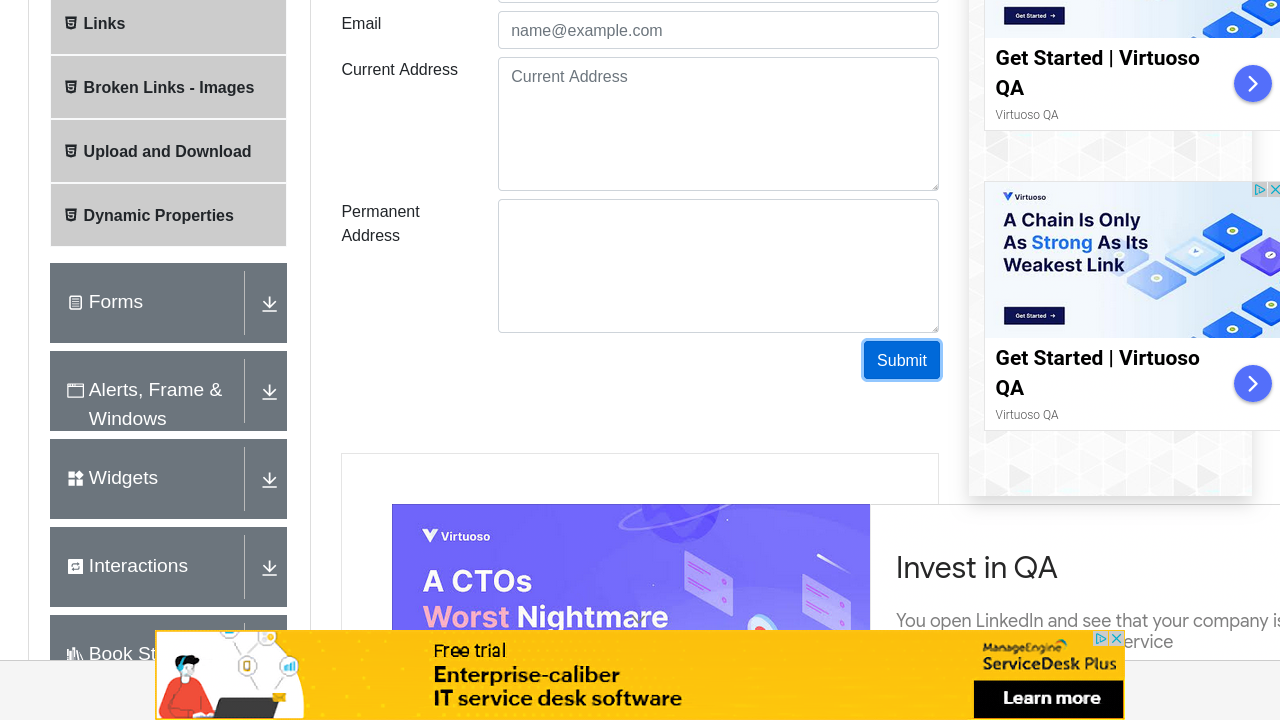 Links
Broken Links - Images
Upload and Download
Dynamic Properties
Forms
Alerts, Frame &
Windows
Widgets
Interactions
Book St
Email
name@example.com
Current Address
Current Address
Permanent
Address
Submit
Get Started
Get Started | Virtuoso
QA
Virtuoso QA
Virtuoso
A Chain Is Only
As Strong As Its
Weakest Link
Get Started
Get Started | Virtuoso
QA
Virtuoso QA
Virtuoso
A CTOs
Worst Nightmare
Invest in QA
You open LinkedIn and see that your company is
ervice
Free trial
Enterprise-caliber
IT service desk software
ManageEngine
ServiceDesk Plus
Learn more